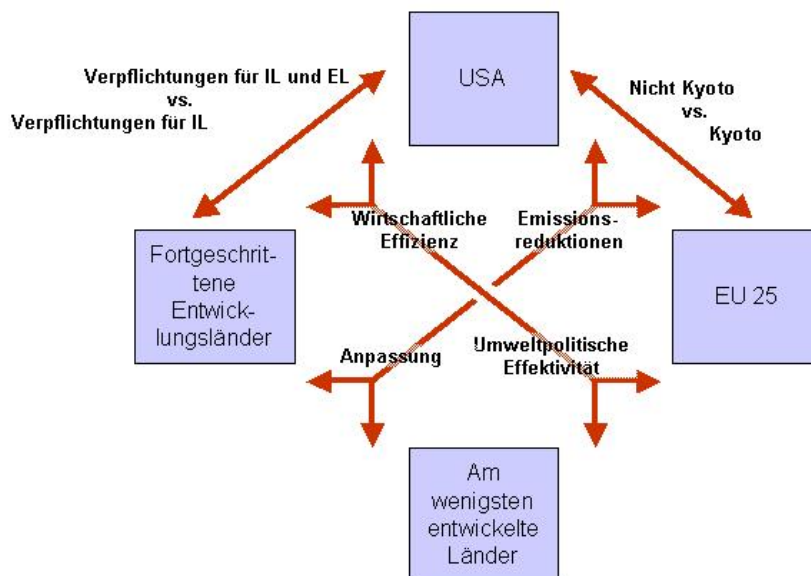 Verpflichtungen für IL und EL
vs.
Verpflichtungen für IL
USA
Nicht Kyoto
vs.
Kyoto
Wirtschaftliche
Effizienz
Emissions-
reduktionen
Fortgeschrit-
tene
Entwick-
lungsländer
EU 25
Anpassung
Umweltpolitische
Effektivität
Am
wenigsten
entwickelte
Länder